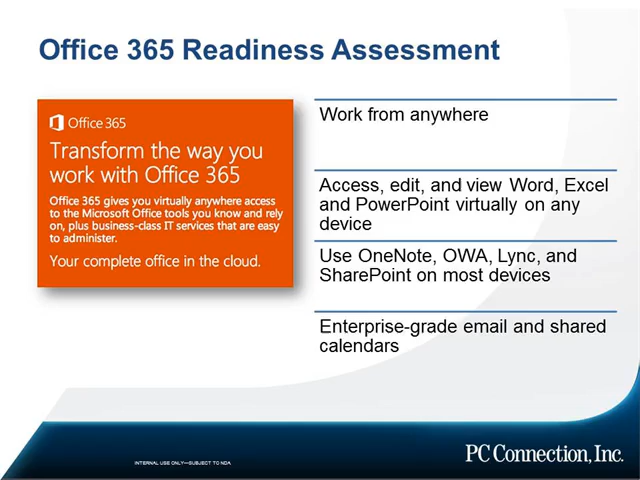 Office 365 Readiness Assessment
Office 365
Transform the way you
work with Office 365
Office 365 gives you virtually anywhere access
to the Microsoft Office tools you know and rely
on, plus business-class IT services that are easy
to administer.
Your complete office in the cloud.
Work from anywhere
Access, edit, and view Word, Excel
and PowerPoint virtually on any
device
Use OneNote, OWA, Lync, and
SharePoint on most devices
Enterprise-grade email and shared
calendars
INTERNAL USE ONLY—SUBJECT TO NDA
PC Connection, Inc.